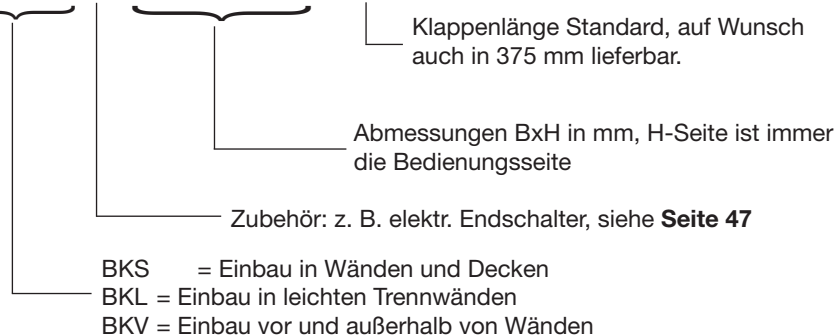 Klappenlänge Standard, auf Wunsch
auch in 375 mm lieferbar.
Abmessungen BxH in mm, H-Seite ist immer
die Bedienungsseite
Zubehör: z. B. elektr. Endschalter, siehe Seite 47
BKS = Einbau in Wänden und Decken
BKL = Einbau in leichten Trennwänden
BKV = Einbau vor und außerhalb von Wänden